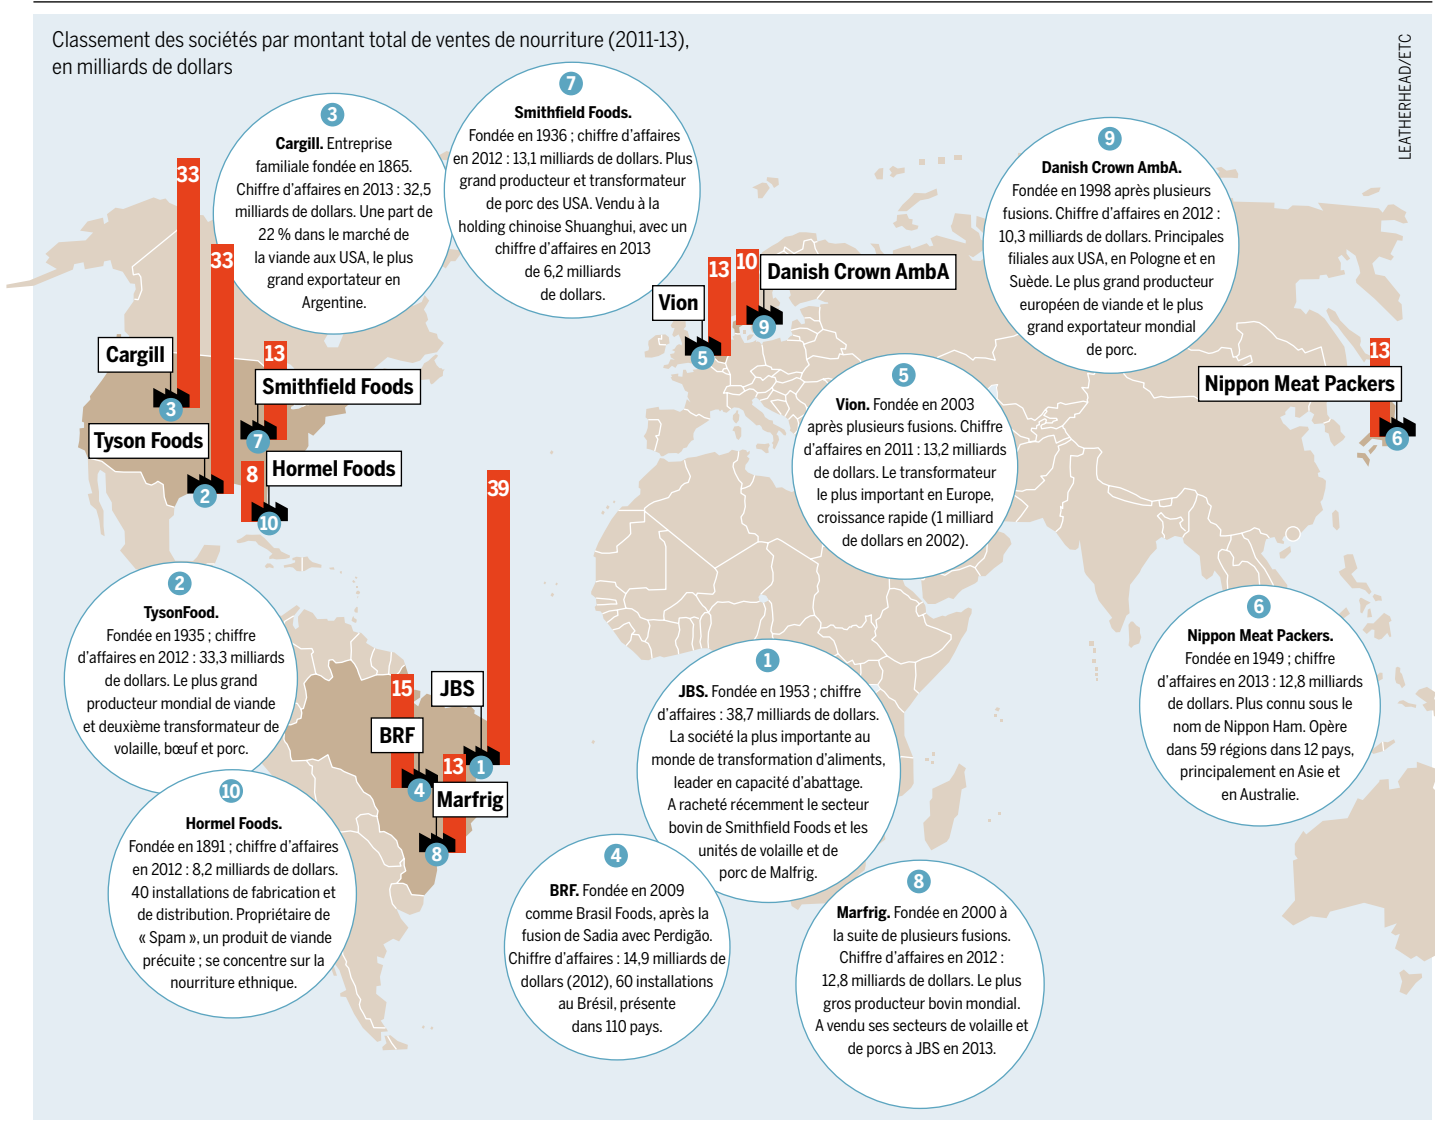 Classement des sociétés par montant total de ventes de nourriture (2011-13),
en milliards de dollars
LEATHERHEAD/ETC
3
Cargill. Entreprise
familiale fondée en 1865.
Chiffre d'affaires en 2013 : 32,5
milliards de dollars. Une part de
22 % dans le marché de
la viande aux USA, le plus
grand exportateur en
Argentine.
7
Smithfield Foods.
Fondée en 1936 ; chiffre d'affaires
en 2012 : 13,1 milliards de dollars. Plus
grand producteur et transformateur
de porc des USA. Vendu à la
holding chinoise Shuanghui, avec un
chiffre d'affaires en 2013
de 6,2 milliards
de dollars.
9
Danish Crown AmbA.
Fondée en 1998 après plusieurs
fusions. Chiffre d'affaires en 2012 :
10,3 milliards de dollars. Principales
filiales aux USA, en Pologne et en
Suède. Le plus grand producteur
européen de viande et le plus
grand exportateur mondial
de porc.
33
Cargill
3
33
Tyson Foods
2
13
Smithfield Foods
7
8
Hormel Foods
10
13
Vion
5
10
Danish Crown AmbA
9
13
Nippon Meat Packers
6
5
Vion. Fondée en 2003
après plusieurs fusions. Chiffre
d'affaires en 2011 : 13,2 milliards
de dollars. Le transformateur
le plus important en Europe,
croissance rapide (1 milliard
de dollars en 2002).
39
JBS
1
15
BRF
4
13
Marfrig
8
2
TysonFood.
Fondée en 1935 ; chiffre
d'affaires en 2012 : 33,3 milliards
de dollars. Le plus grand
producteur mondial de viande
et deuxième transformateur de
volaille, bœuf et porc.
6
Nippon Meat Packers.
Fondée en 1949 ; chiffre
d'affaires en 2013 : 12,8 milliards
de dollars. Plus connu sous le
nom de Nippon Ham. Opère
dans 59 régions dans 12 pays,
principalement en Asie et
en Australie.
1
JBS. Fondée en 1953 ; chiffre
d'affaires : 38,7 milliards de dollars.
La société la plus importante au
monde de transformation d'aliments,
leader en capacité d'abattage.
A racheté récemment le secteur
bovin de Smithfield Foods et les
unités de volaille et de
porc de Malfrig.
10
Hormel Foods.
Fondée en 1891 ; chiffre d'affaires
en 2012 : 8,2 milliards de dollars.
40 installations de fabrication et
de distribution. Propriétaire de
« Spam », un produit de viande
précuite ; se concentre sur la
nourriture ethnique.
4
BRF. Fondée en 2009
comme Brasil Foods, après la
fusion de Sadia avec Perdigão.
Chiffre d'affaires : 14,9 milliards de
dollars (2012), 60 installations
au Brésil, présente
dans 110 pays.
8
Marfrig. Fondée en 2000 à
la suite de plusieurs fusions.
Chiffre d'affaires en 2012 :
12,8 milliards de dollars. Le plus
gros producteur bovin mondial.
A vendu ses secteurs de volaille et
de porcs à JBS en 2013.